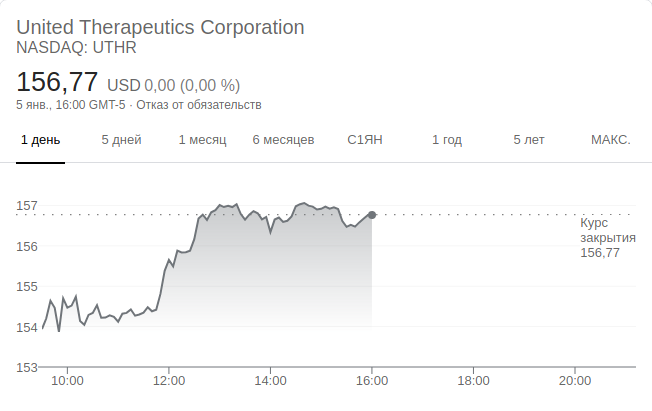 United Therapeutics Corporation
NASDAQ: UTHR
156,77 USD 0,00 (0,00 %)
5 янв., 16:00 GMT-5 · Отказ от обязательств
1 день 5 дней 1 месяц 6 месяцев С1ЯН 1 год 5 лет МАКС.
157
156
155
154
153
Курс
закрытия
156,77
10:00 12:00 14:00 16:00 18:00 20:00